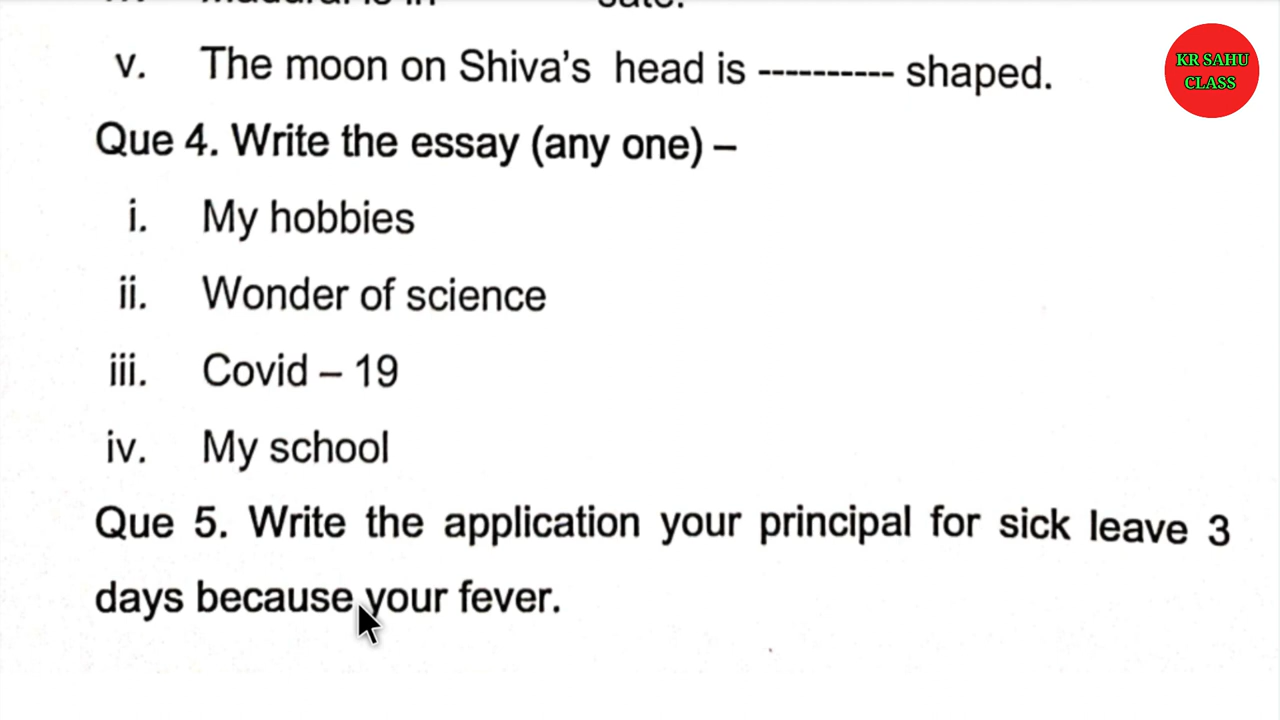 v. The moon on Shiva's head is ---------- shaped.
KR SAHU
CLASS
Que 4. Write the essay (any one) –
i. My hobbies
ii. Wonder of science
iii. Covid – 19
iv. My school
Que 5. Write the application your principal for sick leave 3
days because your fever.